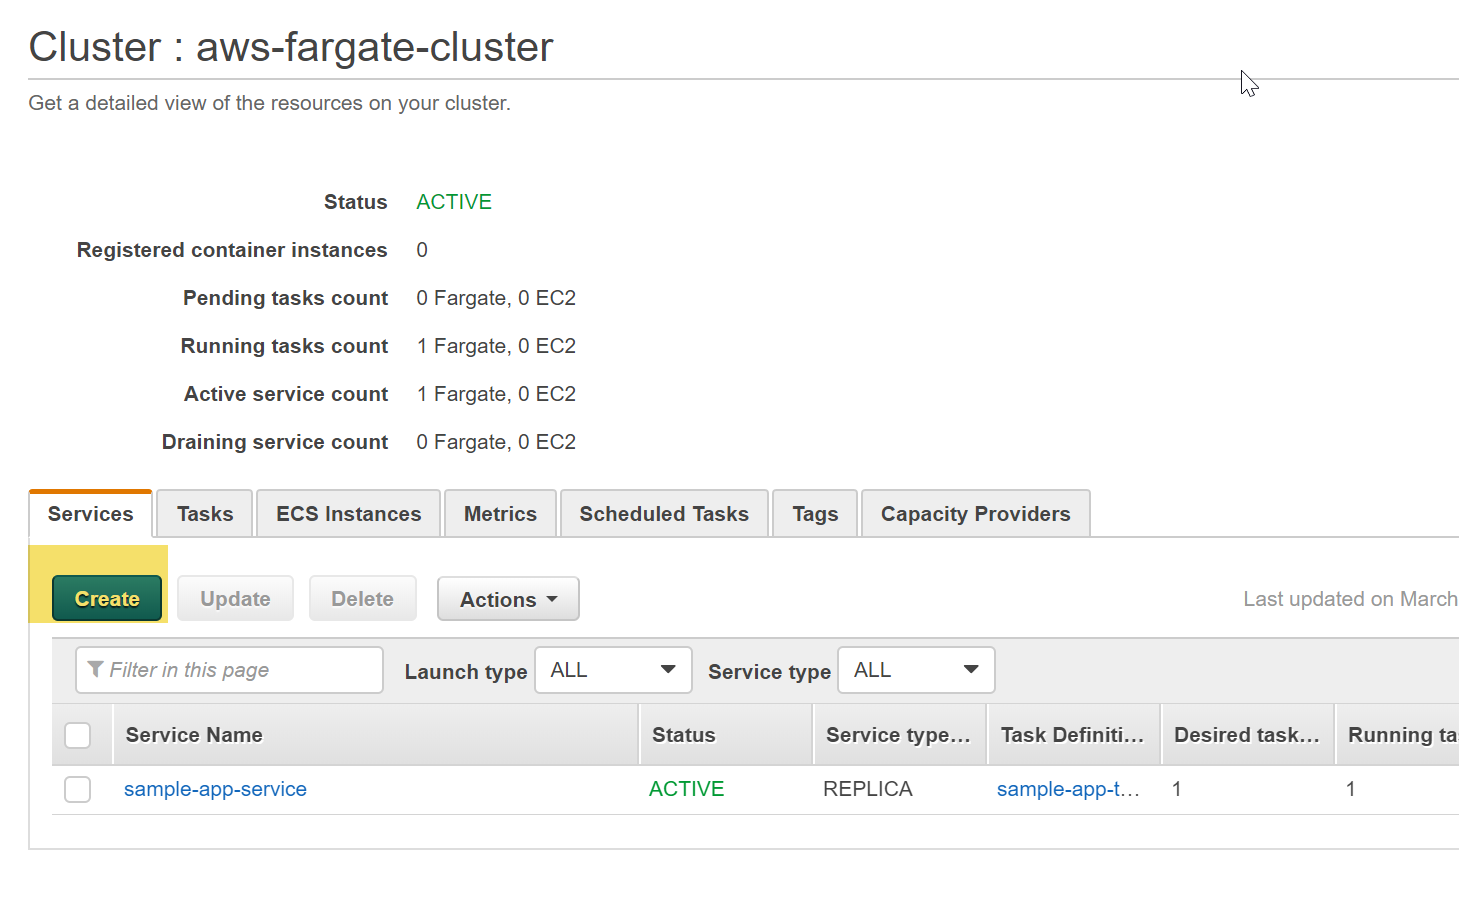 Cluster : aws-fargate-cluster
Get a detailed view of the resources on your cluster.
Status ACTIVE
Registered container instances 0
Pending tasks count 0 Fargate, 0 EC2
Running tasks count 1 Fargate, 0 EC2
Active service count 1 Fargate, 0 EC2
Draining service count 0 Fargate, 0 EC2
Services Tasks ECS Instances Metrics Scheduled Tasks Tags Capacity Providers
Create Update Delete Actions Last updated on March
Filter in this page Launch type ALL Service type ALL
Service Name Status Service type... Task Definiti... Desired task... Running ta
sample-app-service ACTIVE REPLICA sample-app-t... 1 1